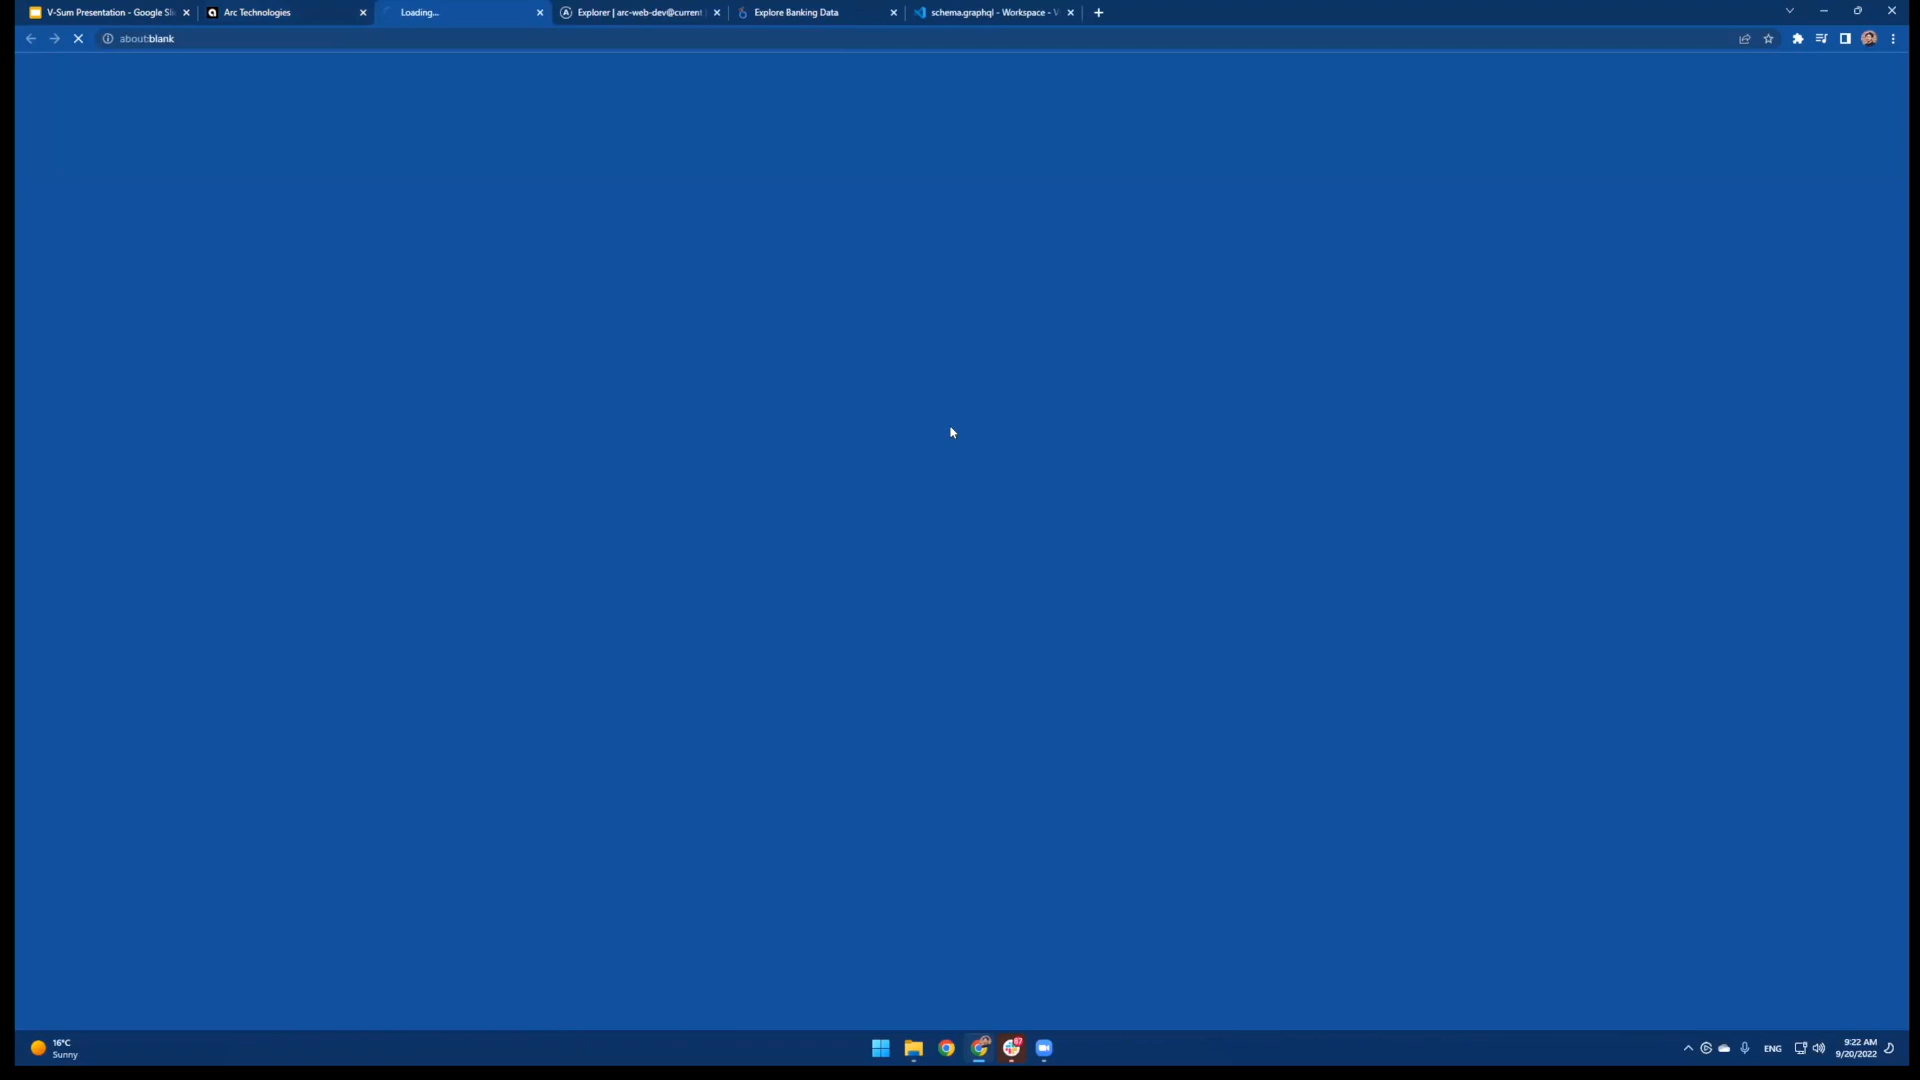 V-Sum Presentation - Google Sli
Arc Technologies
Loading...
Explorer | arc-web-dev@current
Explore Banking Data
schema.graphql - Workspace - V
about:blank
16°C
Sunny
67
ENG
9:22 AM
9/20/2022